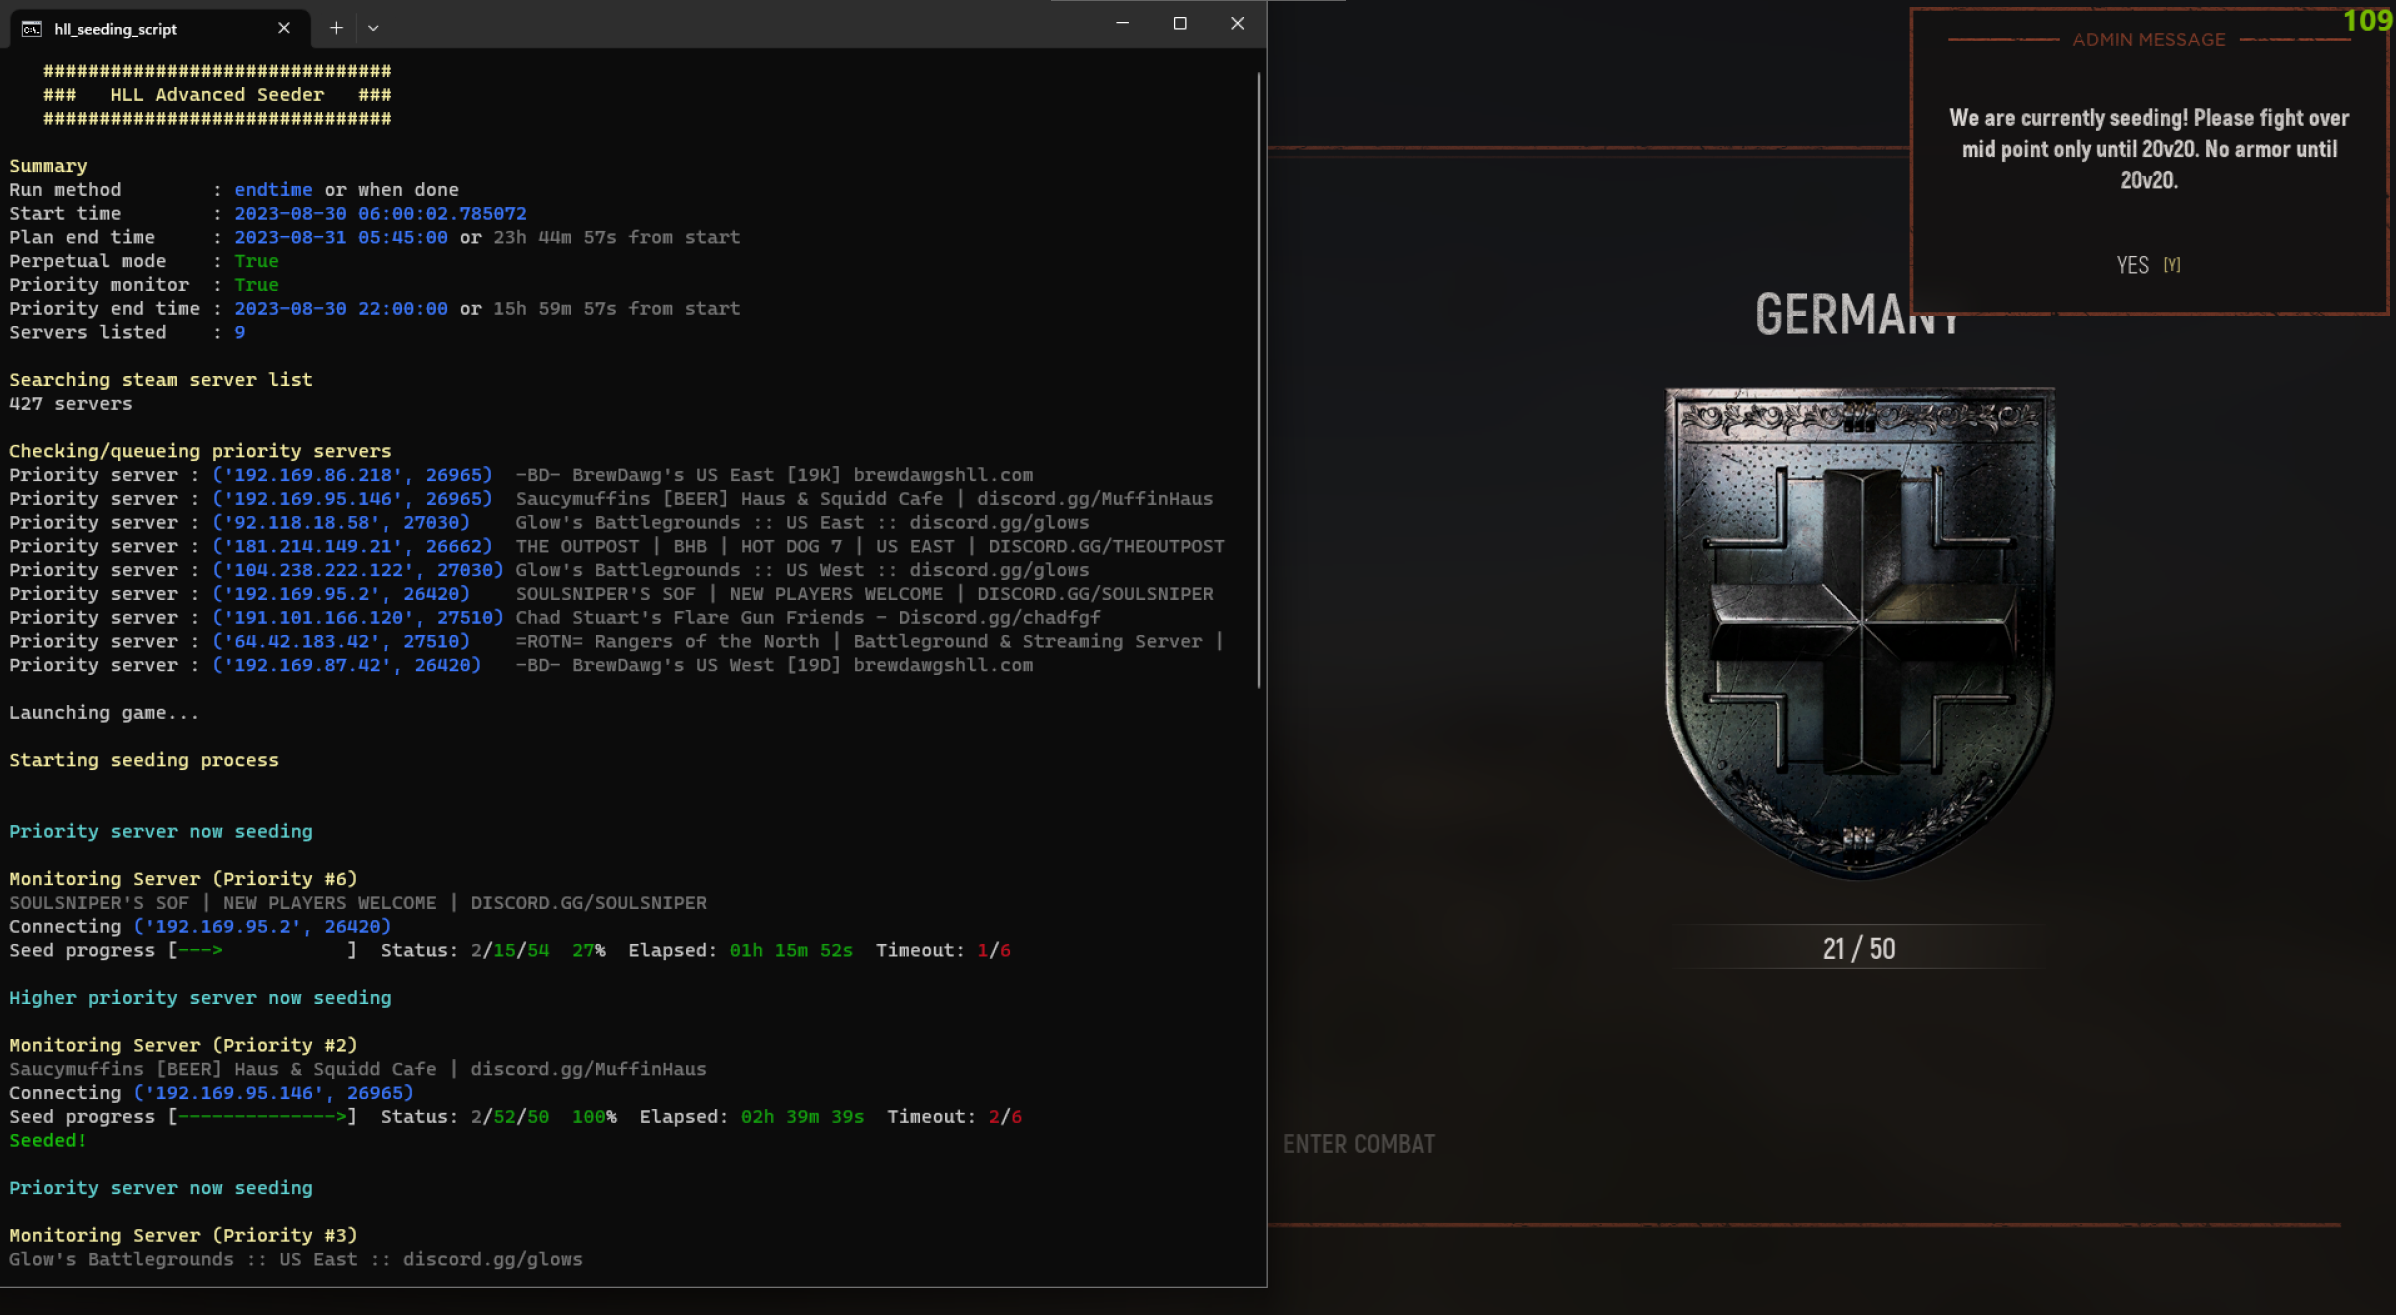 hll_seeding_script
###############################
###   HLL Advanced Seeder   ###
###############################
Summary
Run method        : endtime or when done
Start time        : 2023-08-30 06:00:02.785072
Plan end time     : 2023-08-31 05:45:00 or 23h 44m 57s from start
Perpetual mode    : True
Priority monitor  : True
Priority end time : 2023-08-30 22:00:00 or 15h 59m 57s from start
Servers listed    : 9
Searching steam server list
427 servers
Checking/queueing priority servers
Priority server : ('192.169.86.218', 26965)  -BD- BrewDawg's US East [19K] brewdawgshll.com
Priority server : ('192.169.95.146', 26965)  Saucymuffins [BEER] Haus & Squidd Cafe | discord.gg/MuffinHaus
Priority server : ('92.118.18.58', 27030)    Glow's Battlegrounds :: US East :: discord.gg/glows
Priority server : ('181.214.149.21', 26662)  THE OUTPOST | BHB | HOT DOG 7 | US EAST | DISCORD.GG/THEOUTPOST
Priority server : ('104.238.222.122', 27030) Glow's Battlegrounds :: US West :: discord.gg/glows
Priority server : ('192.169.95.2', 26420)    SOULSNIPER'S SOF | NEW PLAYERS WELCOME | DISCORD.GG/SOULSNIPER
Priority server : ('191.101.166.120', 27510) Chad Stuart's Flare Gun Friends - Discord.gg/chadfgf
Priority server : ('64.42.183.42', 27510)    =ROTN= Rangers of the North | Battleground & Streaming Server |
Priority server : ('192.169.87.42', 26420)   -BD- BrewDawg's US West [19D] brewdawgshll.com
Launching game...
Starting seeding process
Priority server now seeding
Monitoring Server (Priority #6)
SOULSNIPER'S SOF | NEW PLAYERS WELCOME | DISCORD.GG/SOULSNIPER
Connecting ('192.169.95.2', 26420)
Seed progress [--->           ]  Status: 2/15/54  27%  Elapsed: 01h 15m 52s  Timeout: 1/6
Higher priority server now seeding
Monitoring Server (Priority #2)
Saucymuffins [BEER] Haus & Squidd Cafe | discord.gg/MuffinHaus
Connecting ('192.169.95.146', 26965)
Seed progress [-------------->]  Status: 2/52/50  100%  Elapsed: 02h 39m 39s  Timeout: 2/6
Seeded!
Priority server now seeding
Monitoring Server (Priority #3)
Glow's Battlegrounds :: US East :: discord.gg/glows
109
ADMIN MESSAGE
We are currently seeding! Please fight over
mid point only until 20v20. No armor until
20v20.
YES [Y]
GERMANY
21 / 50
ENTER COMBAT